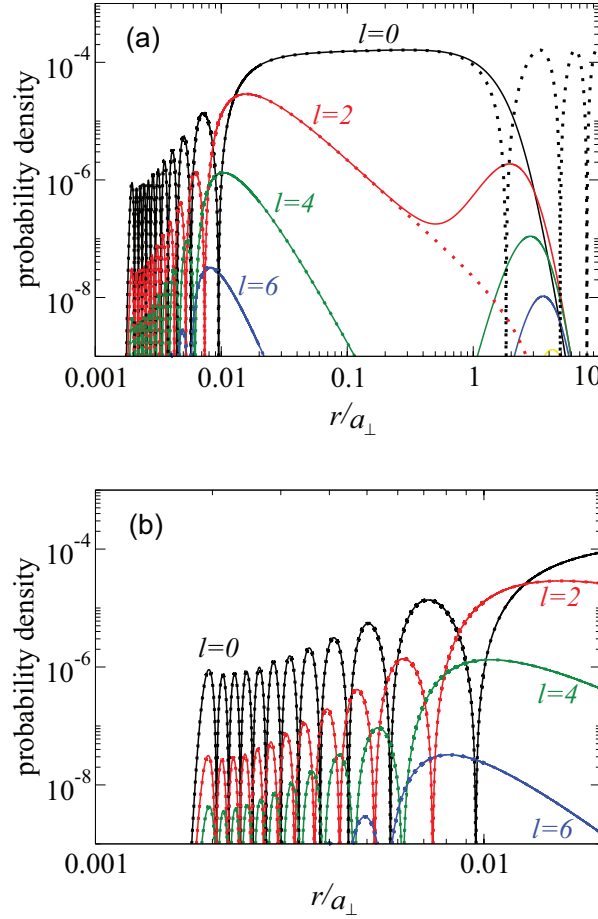 (a)
l=0
l=2
l=4
l=6
probability density
10⁻⁴
10⁻⁶
10⁻⁸
0.001 0.01 0.1 1 10
r/a⊥
(b)
l=0
l=2
l=4
l=6
probability density
10⁻⁴
10⁻⁶
10⁻⁸
0.001 0.01
r/a⊥